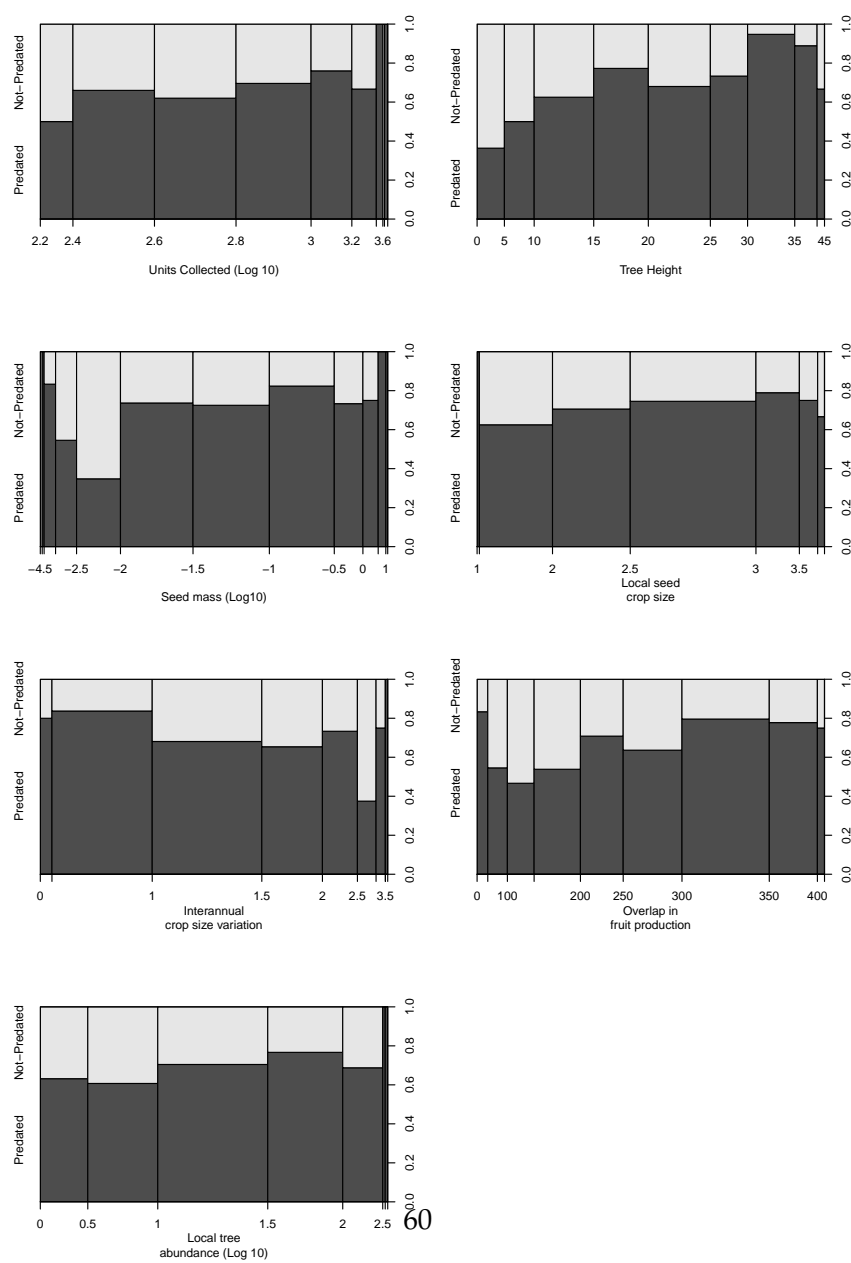 Not−Predated
Predated
0.0 0.2 0.4 0.6 0.8 1.0
2.2 2.4 2.6 2.8 3 3.2 3.6
Units Collected (Log 10)
Not−Predated
Predated
0.0 0.2 0.4 0.6 0.8 1.0
0 5 10 15 20 25 30 35 45
Tree Height
Not−Predated
Predated
0.0 0.2 0.4 0.6 0.8 1.0
−4.5 −2.5 −2 −1.5 −1 −0.5 0 1
Seed mass (Log10)
Not−Predated
Predated
0.0 0.2 0.4 0.6 0.8 1.0
1 2 2.5 3 3.5
Local seed
crop size
Not−Predated
Predated
0.0 0.2 0.4 0.6 0.8 1.0
0 1 1.5 2 2.5 3.5
Interannual
crop size variation
Not−Predated
Predated
0.0 0.2 0.4 0.6 0.8 1.0
0 100 200 250 300 350 400
Overlap in
fruit production
Not−Predated
Predated
0.0 0.2 0.4 0.6 0.8 1.0
0 0.5 1 1.5 2 2.5
Local tree
abundance (Log 10)
60